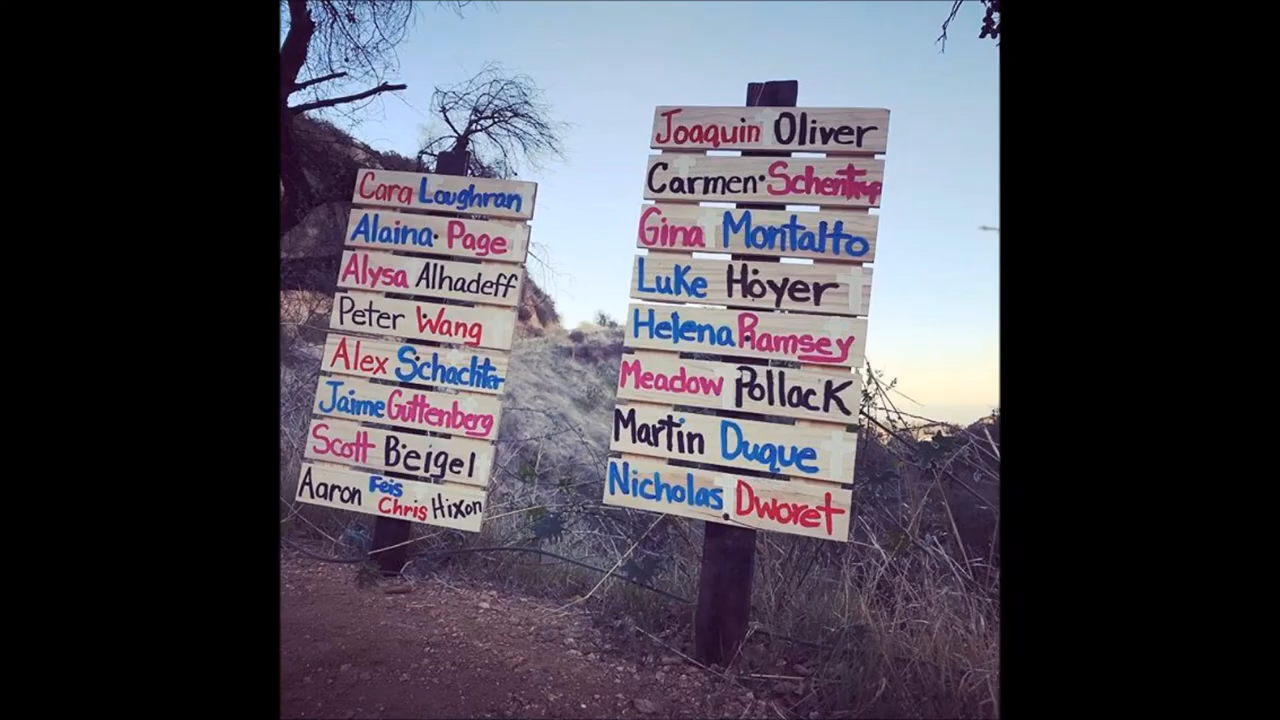 Cara Loughran
Alaina Page
Alysa Alhadeff
Peter Wang
Alex Schachter
Jaime Guttenberg
Scott Beigel
Aaron Feis
Chris Hixon
Joaquin Oliver
Carmen Schentrup
Gina Montalto
Luke Hoyer
Helena Ramsey
Meadow Pollack
Martin Duque
Nicholas Dworet